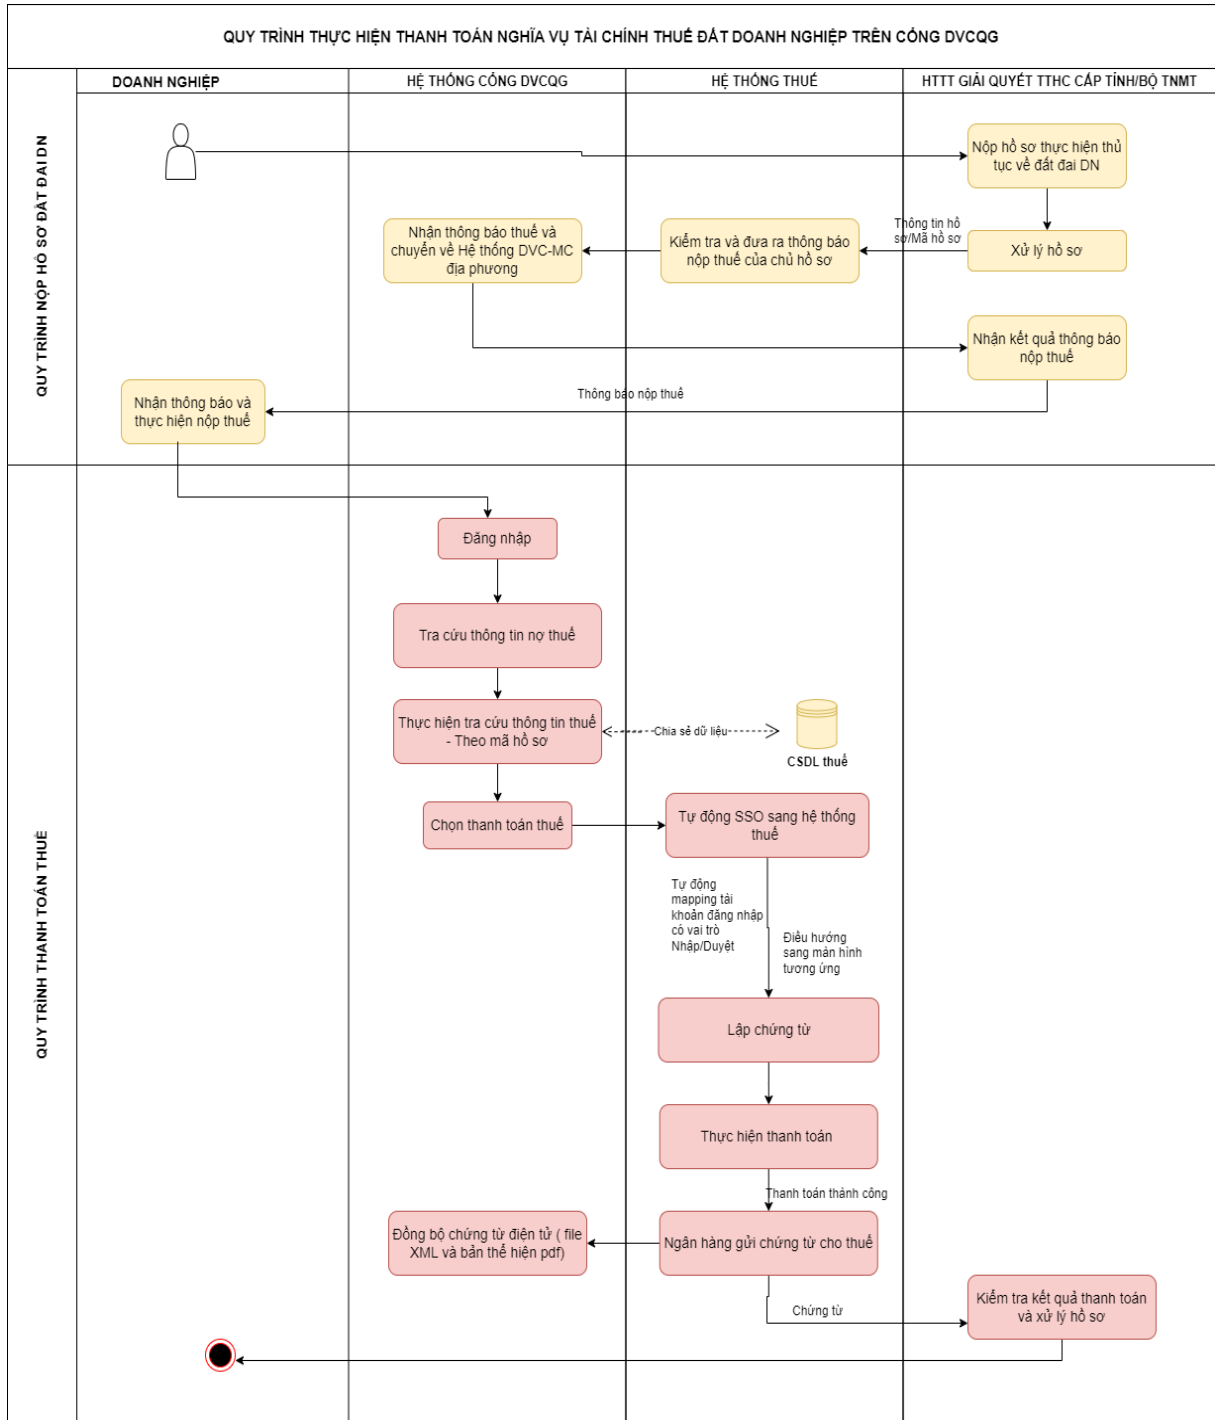 QUY TRÌNH THỰC HIỆN THANH TOÁN NGHĨA VỤ TÀI CHÍNH THUẾ ĐẤT DOANH NGHIỆP TRÊN CỔNG DVCQG
DOANH NGHIỆP
HỆ THỐNG CỔNG DVCQG
HỆ THỐNG THUẾ
HTTT GIẢI QUYẾT TTHC CẤP TỈNH/BỘ TNMT
QUY TRÌNH NỘP HỒ SƠ ĐẤT ĐAI DN
Nộp hồ sơ thực hiện thủ
tục về đất đai DN
Thông tin hồ
sơ/Mã hồ sơ
Xử lý hồ sơ
Kiểm tra và đưa ra thông báo
nộp thuế của chủ hồ sơ
Nhận thông báo thuế và
chuyển về Hệ thống DVC-MC
địa phương
Nhận kết quả thông báo
nộp thuế
Thông báo nộp thuế
Nhận thông báo và
thực hiện nộp thuế
QUY TRÌNH THANH TOÁN THUẾ
Đăng nhập
Tra cứu thông tin nợ thuế
Thực hiện tra cứu thông tin thuế
- Theo mã hồ sơ
Chia sẻ dữ liệu
CSDL thuế
Chọn thanh toán thuế
Tự động SSO sang hệ thống
thuế
Tự động
mapping tài
khoản đăng nhập
có vai trò
Nhập/Duyệt
Điều hướng
sang màn hình
tương ứng
Lập chứng từ
Thực hiện thanh toán
Thanh toán thành công
Ngân hàng gửi chứng từ cho thuế
Đồng bộ chứng từ điện tử ( file
XML và bản thể hiện pdf)
Chứng từ
Kiểm tra kết quả thanh toán
và xử lý hồ sơ